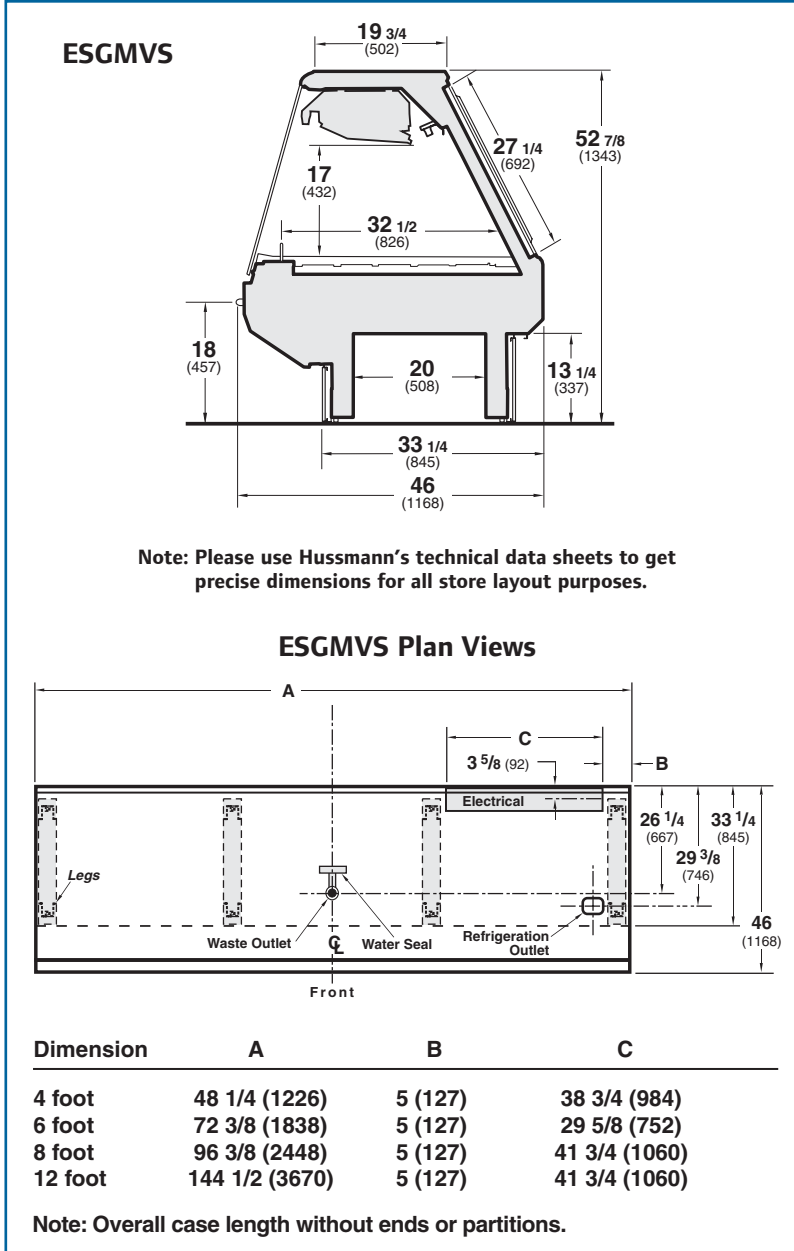 ESGMVS
19 3/4
(502)
27 1/4
(692)
52 7/8
(1343)
17
(432)
32 1/2
(826)
18
(457)
20
(508)
13 1/4
(337)
33 1/4
(845)
46
(1168)
Note: Please use Hussmann's technical data sheets to get
precise dimensions for all store layout purposes.
ESGMVS Plan Views
A
C
3 5/8 (92)
B
Electrical
26 1/4
(667)
33 1/4
(845)
29 3/8
(746)
Legs
46
(1168)
Waste Outlet
CL
Water Seal
Refrigeration
Outlet
Front
Dimension A B C
4 foot 48 1/4 (1226) 5 (127) 38 3/4 (984)
6 foot 72 3/8 (1838) 5 (127) 29 5/8 (752)
8 foot 96 3/8 (2448) 5 (127) 41 3/4 (1060)
12 foot 144 1/2 (3670) 5 (127) 41 3/4 (1060)
Note: Overall case length without ends or partitions.